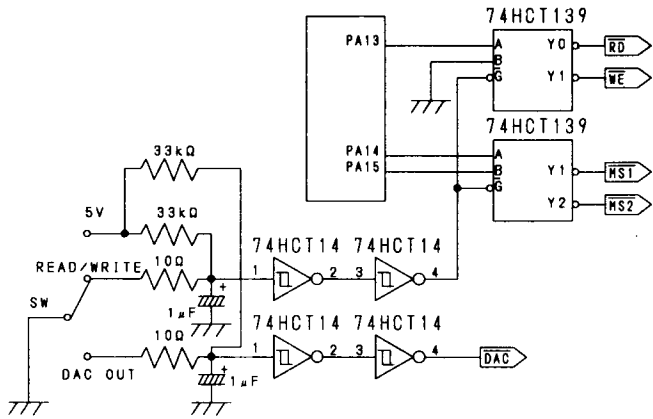 74HCT139
PA13
A
B
G
Y0
Y1
RD
WE
74HCT139
PA14
PA15
A
B
G
Y1
Y2
MS1
MS2
33kΩ
5V
33kΩ
READ/WRITE
10Ω
SW
+
1μF
74HCT14
74HCT14
1
2
3
4
10Ω
DAC OUT
+
1μF
74HCT14
74HCT14
1
2
3
4
DAC